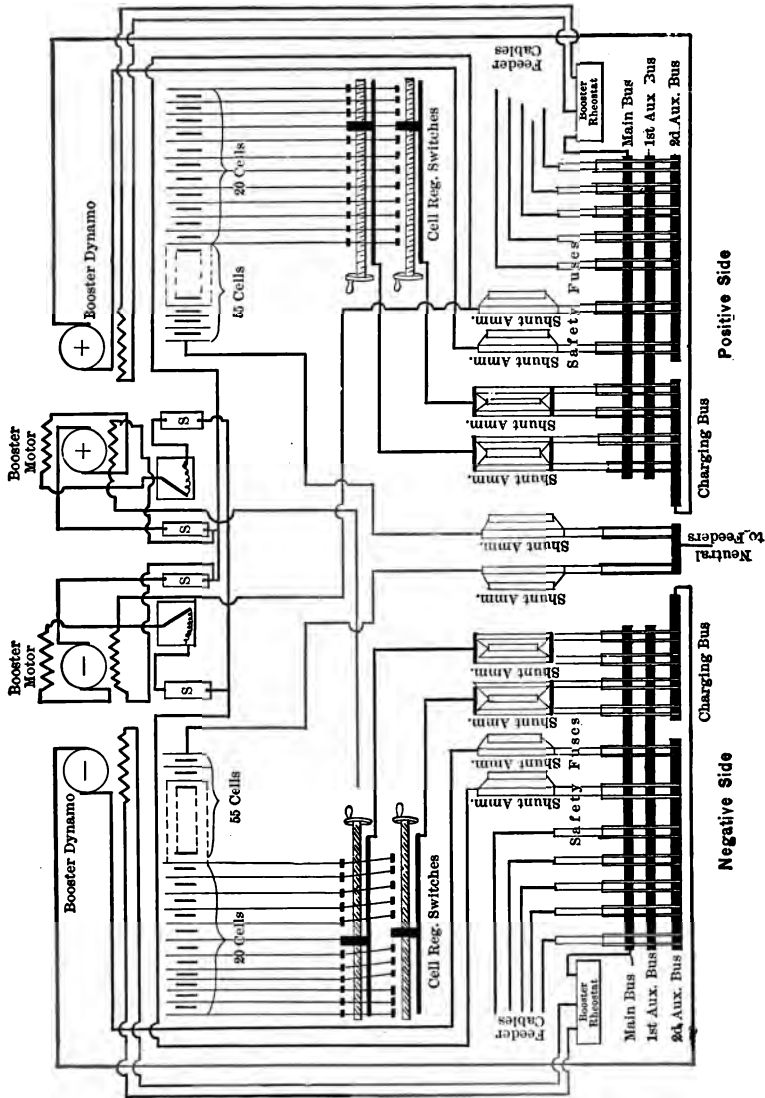 Booster Dynamo
+
Booster
Motor
+
S
S
Booster
Motor
−
S
S
Booster Dynamo
−
20 Cells
55 Cells
55 Cells
20 Cells
Cell Reg. Switches
Cell Reg. Switches
Feeder
Cables
Booster
Rheostat
Main Bus
1st Aux Bus
2d Aux. Bus
Safety Fuses
Shunt Amm.
Shunt Amm.
Shunt Amm.
Shunt Amm.
Charging Bus
Positive Side
Shunt Amm.
Shunt Amm.
Neutral
to Feeders
Shunt Amm.
Shunt Amm.
Shunt Amm.
Shunt Amm.
Safety Fuses
Charging Bus
Negative Side
Feeder
Cables
Booster
Rheostat
Main Bus
1st Aux. Bus
2d, Aux. Bus